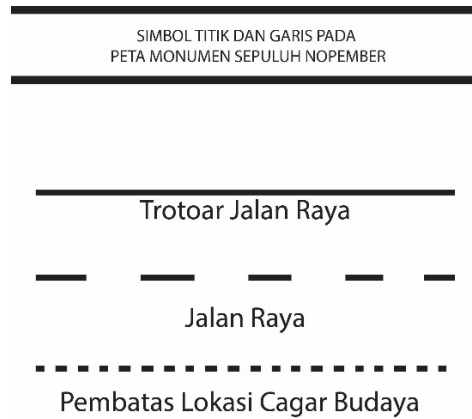 SIMBOL TITIK DAN GARIS PADA
PETA MONUMEN SEPULUH NOPEMBER
Trotoar Jalan Raya
Jalan Raya
Pembatas Lokasi Cagar Budaya